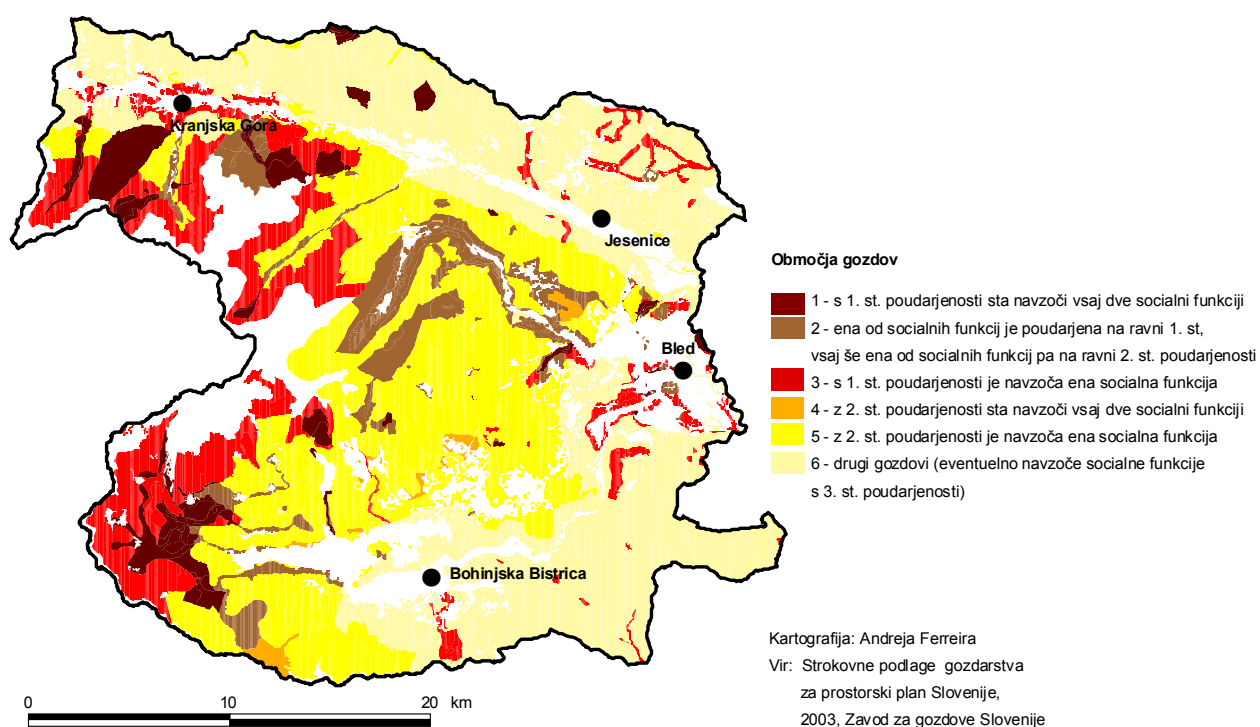 Kranjska Gora
Jesenice
Bled
Bohinjska Bistrica
Območja gozdov
1 - s 1. st. poudarjenosti sta navzoči vsaj dve socialni funkciji
2 - ena od socialnih funkcij je poudarjena na ravni 1. st,
vsaj še ena od socialnih funkcij pa na ravni 2. st. poudarjenosti
3 - s 1. st. poudarjenosti je navzoča ena socialna funkcija
4 - z 2. st. poudarjenosti sta navzoči vsaj dve socialni funkciji
5 - z 2. st. poudarjenosti je navzoča ena socialna funkcija
6 - drugi gozdovi (eventuelno navzoče socialne funkcije
s 3. st. poudarjenosti)
Kartografija: Andreja Ferreira
Vir: Strokovne podlage gozdarstva
za prostorski plan Slovenije,
2003, Zavod za gozdove Slovenije
0 10 20 km